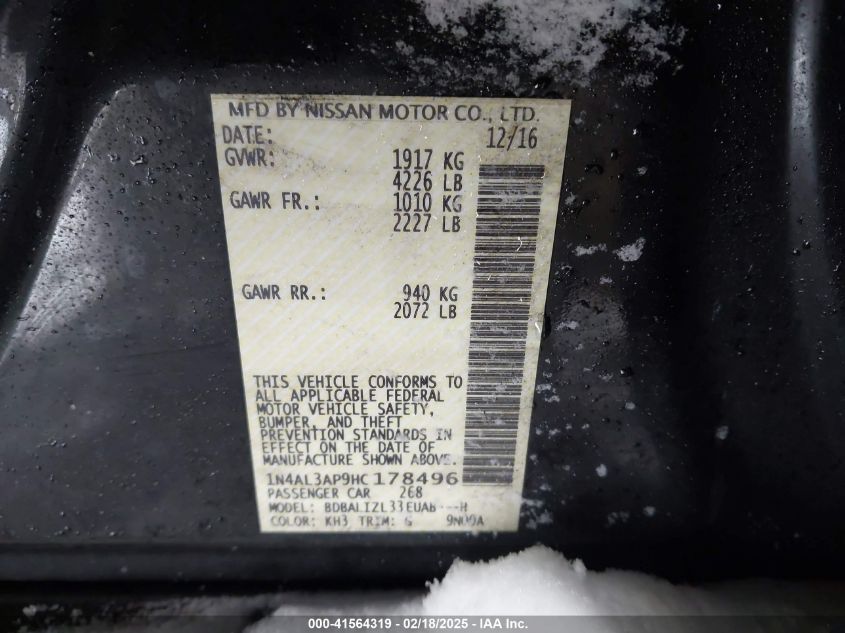 MFD BY NISSAN MOTOR CO., LTD.
DATE: 12/16
GVWR: 1917 KG
4226 LB
GAWR FR.: 1010 KG
2227 LB
GAWR RR.: 940 KG
2072 LB
THIS VEHICLE CONFORMS TO
ALL APPLICABLE FEDERAL
MOTOR VEHICLE SAFETY,
BUMPER, AND THEFT
PREVENTION STANDARDS IN
EFFECT ON THE DATE OF
MANUFACTURE SHOWN ABOVE.
1N4AL3AP9HC178496
PASSENGER CAR 268
MODEL:
COLOR: KH3 TRIM: G
000-41564319 - 02/18/2025 - IAA Inc.